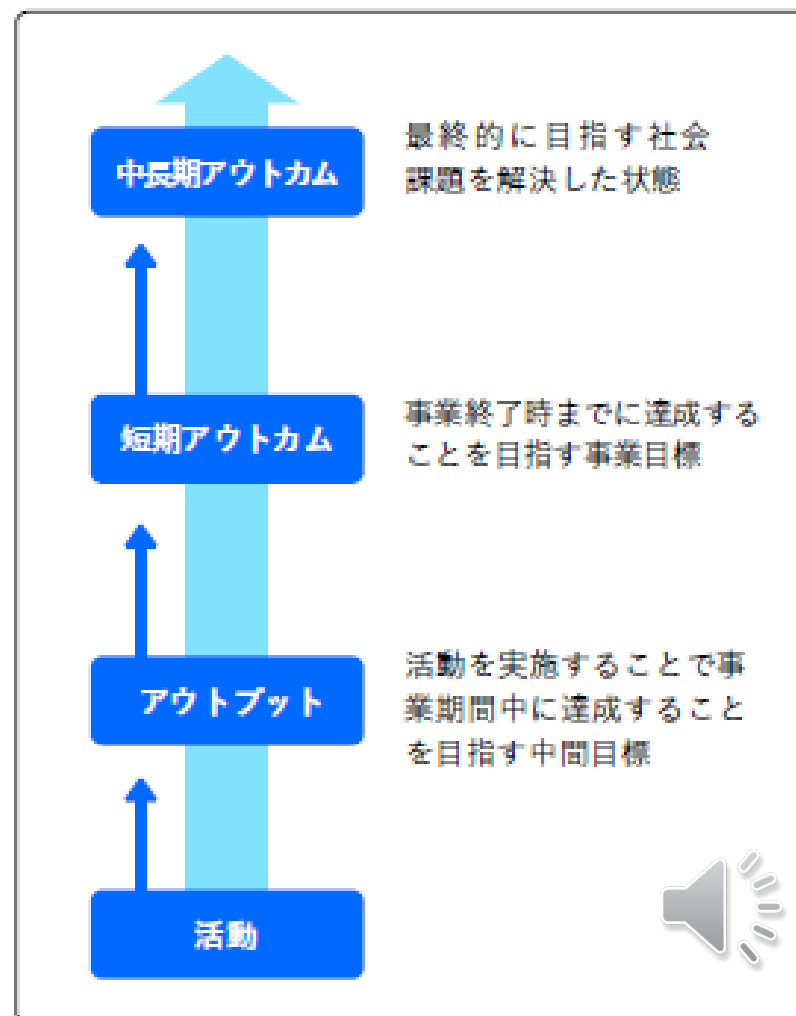 中長期アウトカム
最終的に目指す社会
課題を解決した状態
短期アウトカム
事業終了時までに達成する
ことを目指す事業目標
アウトプット
活動を実施することで事
業期間中に達成すること
を目指す中間目標
活動